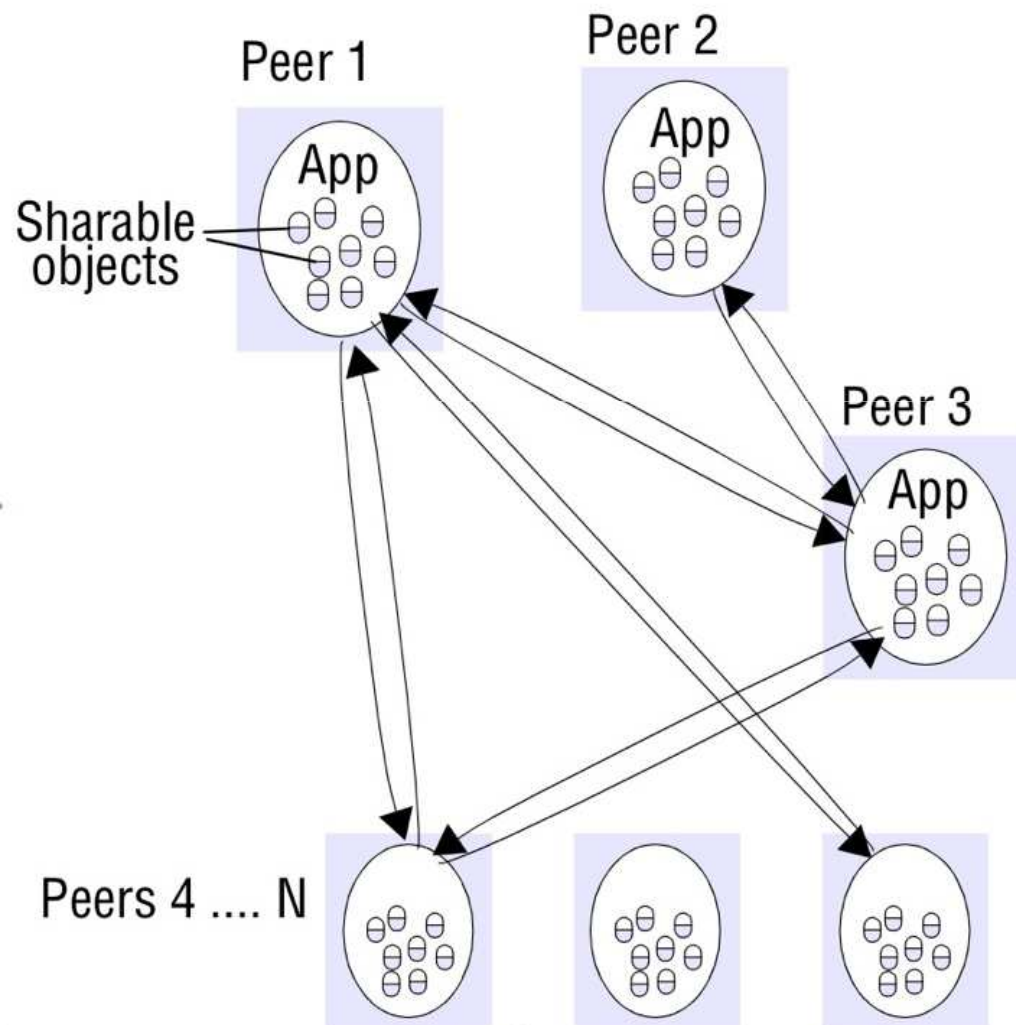 Peer 1
Peer 2
App
App
Sharable
objects
Peer 3
App
Peers 4 .... N